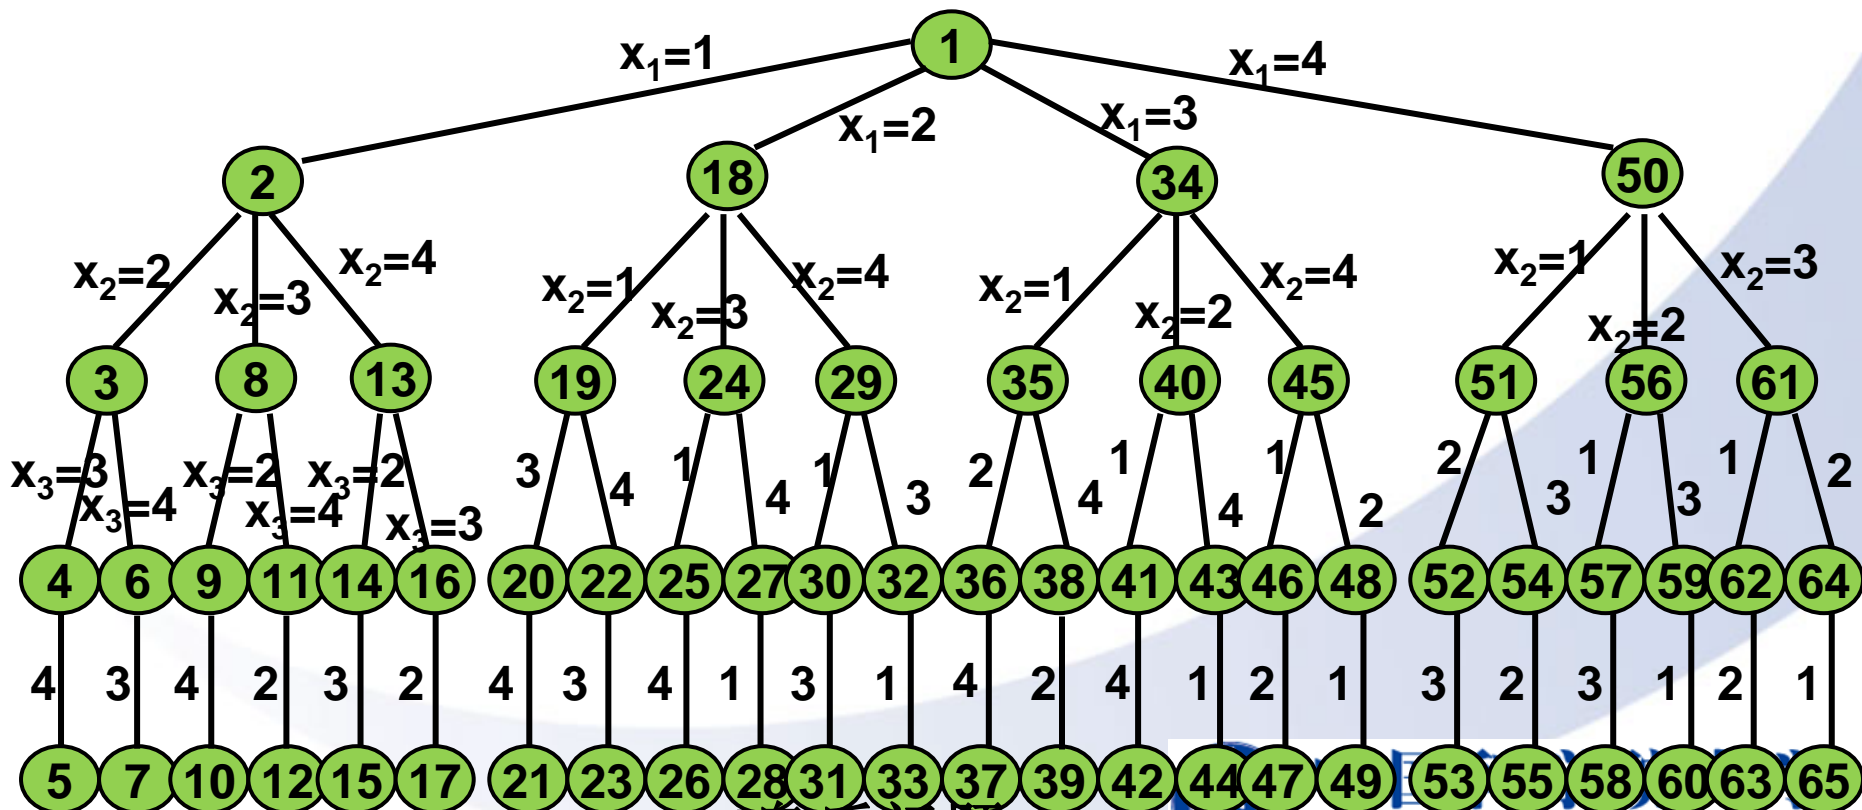 1
x₁=1 x₁=2 x₁=3 x₁=4
2 18 34 50
x₂=2 x₂=3 x₂=4 x₂=1 x₂=3 x₂=4 x₂=1 x₂=2 x₂=4 x₂=1 x₂=2 x₂=3
3 8 13 19 24 29 35 40 45 51 56 61
x₃=3 x₃=4 x₃=2 x₃=4 x₃=2 x₃=3 3 4 1 4 1 3 2 4 1 4 1 2 2 3 1 3 1 2
4 6 9 11 14 16 20 22 25 27 30 32 36 38 41 43 46 48 52 54 57 59 62 64
4 3 4 2 3 2 4 3 4 1 3 1 4 2 4 1 2 1 3 2 3 1 2 1
5 7 10 12 15 17 21 23 26 28 31 33 37 39 42 44 47 49 53 55 58 60 63 65